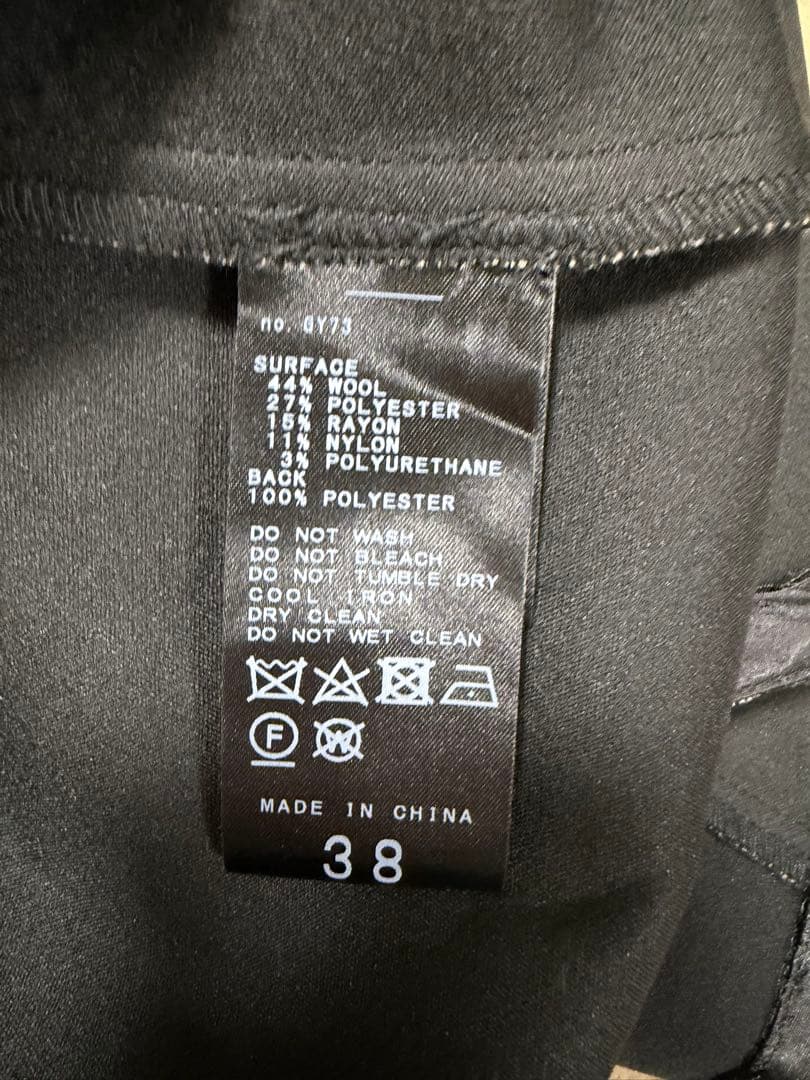 no. GY73
SURFACE
44% WOOL
27% POLYESTER
15% RAYON
11% NYLON
3% POLYURETHANE
BACK
100% POLYESTER
DO NOT WASH
DO NOT BLEACH
DO NOT TUMBLE DRY
COOL IRON
DRY CLEAN
DO NOT WET CLEAN
F W
MADE IN CHINA
38